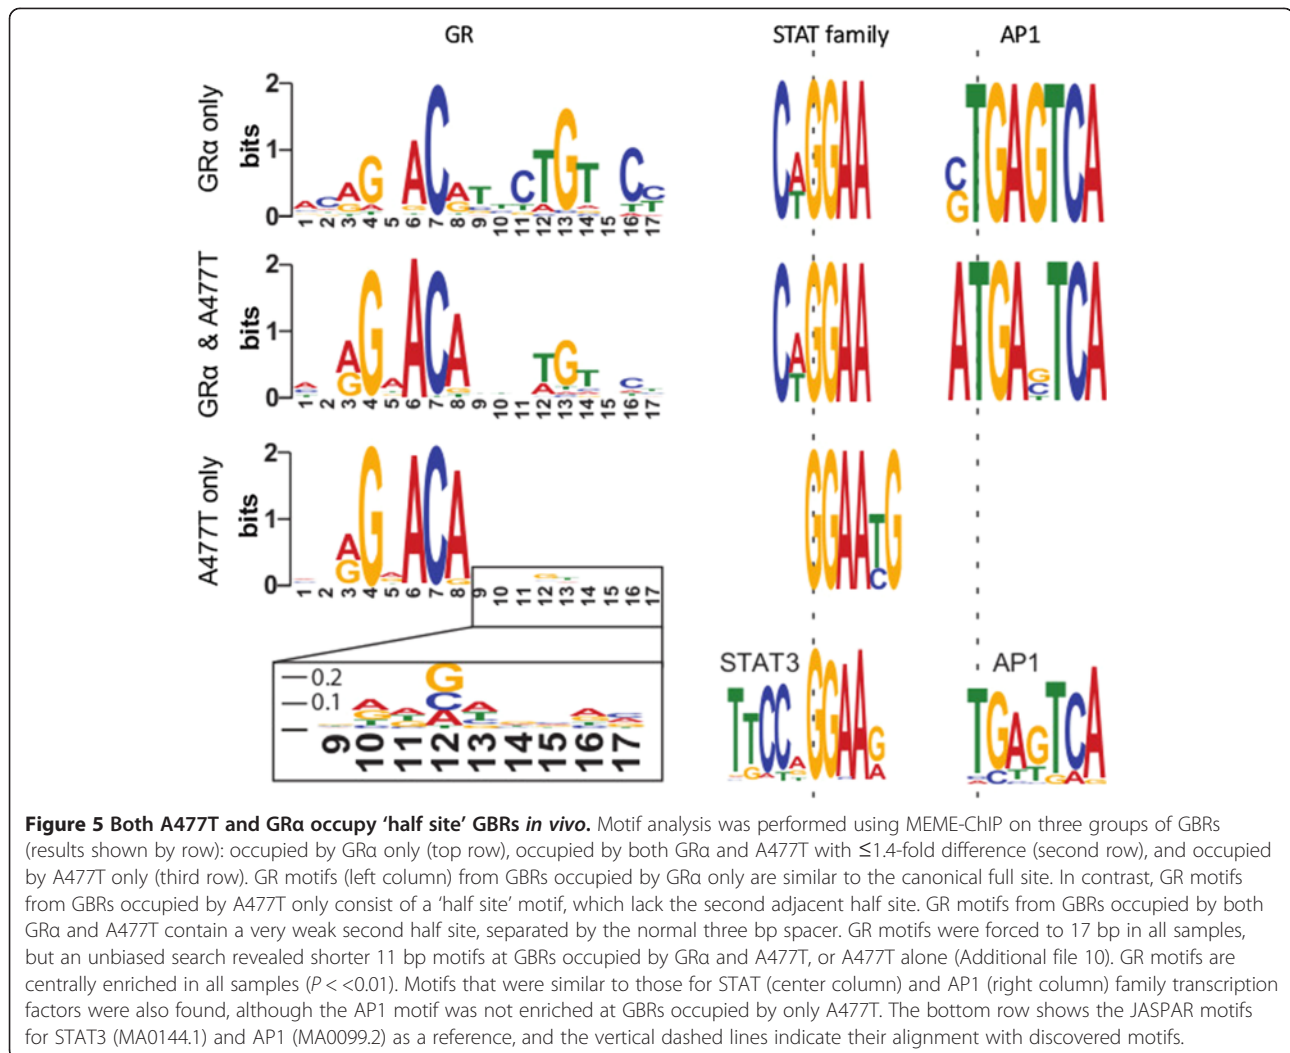 GR STAT family AP1
GRα only
bits
2
1
0
1 2 3 4 5 6 7 8 9 10 11 12 13 14 15 16 17
GRα & A477T
bits
2
1
0
1 2 3 4 5 6 7 8 9 10 11 12 13 14 15 16 17
A477T only
bits
2
1
0
1 2 3 4 5 6 7 8 9 10 11 12 13 14 15 16 17
0.2
0.1
9 10 11 12 13 14 15 16 17
STAT3 AP1
Figure 5 Both A477T and GRα occupy ‘half site’ GBRs in vivo. Motif analysis was performed using MEME-ChIP on three groups of GBRs
(results shown by row): occupied by GRα only (top row), occupied by both GRα and A477T with ≤1.4-fold difference (second row), and occupied
by A477T only (third row). GR motifs (left column) from GBRs occupied by GRα only are similar to the canonical full site. In contrast, GR motifs
from GBRs occupied by A477T only consist of a ‘half site’ motif, which lack the second adjacent half site. GR motifs from GBRs occupied by both
GRα and A477T contain a very weak second half site, separated by the normal three bp spacer. GR motifs were forced to 17 bp in all samples,
but an unbiased search revealed shorter 11 bp motifs at GBRs occupied by GRα and A477T, or A477T alone (Additional file 10). GR motifs are
centrally enriched in all samples (P < <0.01). Motifs that were similar to those for STAT (center column) and AP1 (right column) family transcription
factors were also found, although the AP1 motif was not enriched at GBRs occupied by only A477T. The bottom row shows the JASPAR motifs
for STAT3 (MA0144.1) and AP1 (MA0099.2) as a reference, and the vertical dashed lines indicate their alignment with discovered motifs.